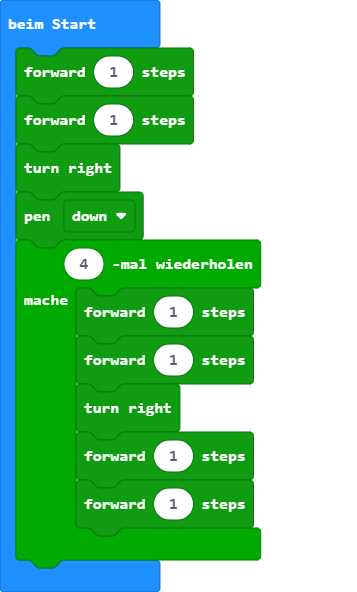 beim Start
forward 1 steps
forward 1 steps
turn right
pen down
4 -mal wiederholen
mache
forward 1 steps
forward 1 steps
turn right
forward 1 steps
forward 1 steps